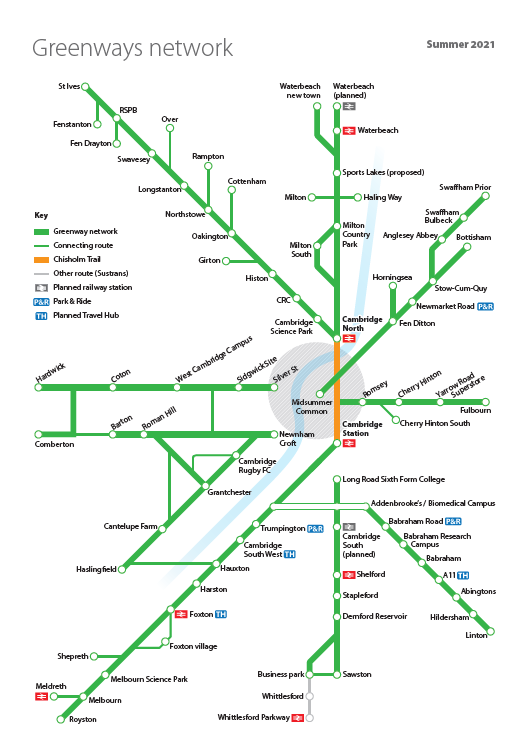 Greenways network
Summer 2021
St Ives
RSPB
Fenstanton
Fen Drayton
Over
Swavesey
Rampton
Longstanton
Cottenham
Northstowe
Oakington
Girton
Histon
CRC
Cambridge
Science Park
Waterbeach
new town
Waterbeach
(planned)
Waterbeach
Sports Lakes (proposed)
Milton
Haling Way
Milton
Country
Park
Milton
South
Swaffham Prior
Swaffham
Bulbeck
Anglesey Abbey
Bottisham
Horningsea
Stow-Cum-Quy
Newmarket Road P&R
Fen Ditton
Cambridge
North
Key
Greenway network
Connecting route
Chisholm Trail
Other route (Sustrans)
Planned railway station
P&R Park & Ride
TH Planned Travel Hub
Hardwick
Coton
West Cambridge Campus
Sidgwick Site
Silver St
Midsummer
Common
Romsey
Cherry Hinton
Yarrow Road
Superstore
Fulbourn
Cherry Hinton South
Comberton
Barton
Roman Hill
Newnham
Croft
Cambridge
Station
Cambridge
Rugby FC
Grantchester
Long Road Sixth Form College
Addenbrooke's / Biomedical Campus
Cantelupe Farm
Trumpington P&R
Babraham Road P&R
Cambridge
South
(planned)
Babraham Research
Campus
Cambridge
South West TH
Babraham
Haslingfield
Hauxton
Shelford
A11 TH
Harston
Stapleford
Abingtons
Foxton TH
Demford Reservoir
Hildersham
Linton
Foxton village
Shepreth
Melbourn Science Park
Business park
Sawston
Meldreth
Melbourn
Whittlesford
Royston
Whittlesford Parkway